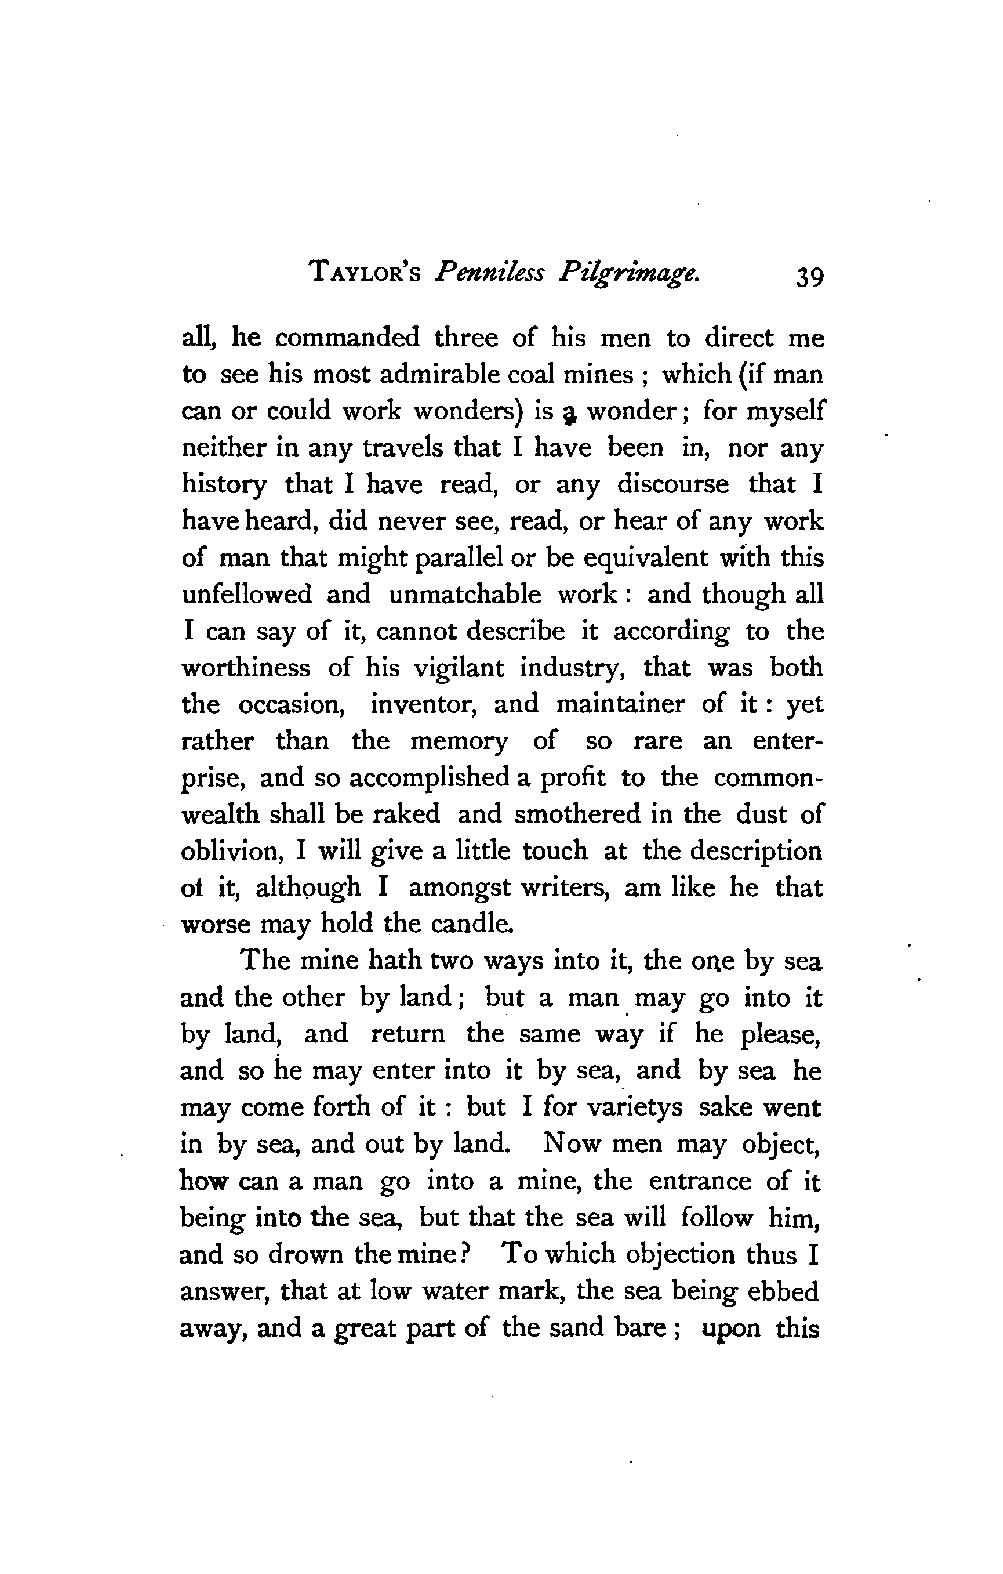 TAYLOR'S Penniless Pilgrimage. 39
all, he commanded three of his men to direct me
to see his most admirable coal mines ; which (if man
can or could work wonders) is a wonder ; for myself
neither in any travels that I have been in, nor any
history that I have read, or any discourse that I
have heard, did never see, read, or hear of any work
of man that might parallel or be equivalent with this
unfellowed and unmatchable work : and though all
I can say of it, cannot describe it according to the
worthiness of his vigilant industry, that was both
the occasion, inventor, and maintainer of it : yet
rather than the memory of so rare an enter-
prise, and so accomplished a profit to the common-
wealth shall be raked and smothered in the dust of
oblivion, I will give a little touch at the description
of it, although I amongst writers, am like he that
worse may hold the candle.
The mine hath two ways into it, the one by sea
and the other by land ; but a man may go into it
by land, and return the same way if he please,
and so he may enter into it by sea, and by sea he
may come forth of it : but I for varietys sake went
in by sea, and out by land. Now men may object,
how can a man go into a mine, the entrance of it
being into the sea, but that the sea will follow him,
and so drown the mine? To which objection thus I
answer, that at low water mark, the sea being ebbed
away, and a great part of the sand bare ; upon this